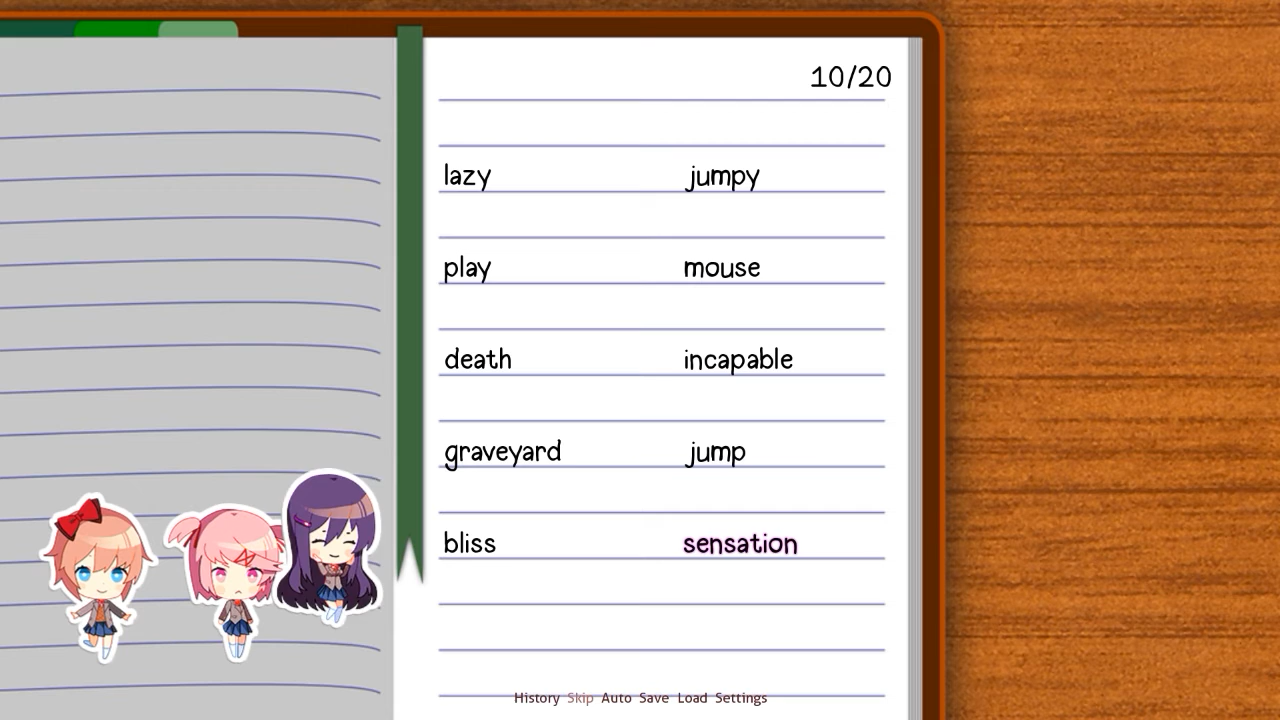 10/20
lazy jumpy
play mouse
death incapable
graveyard jump
bliss sensation
History Skip Auto Save Load Settings